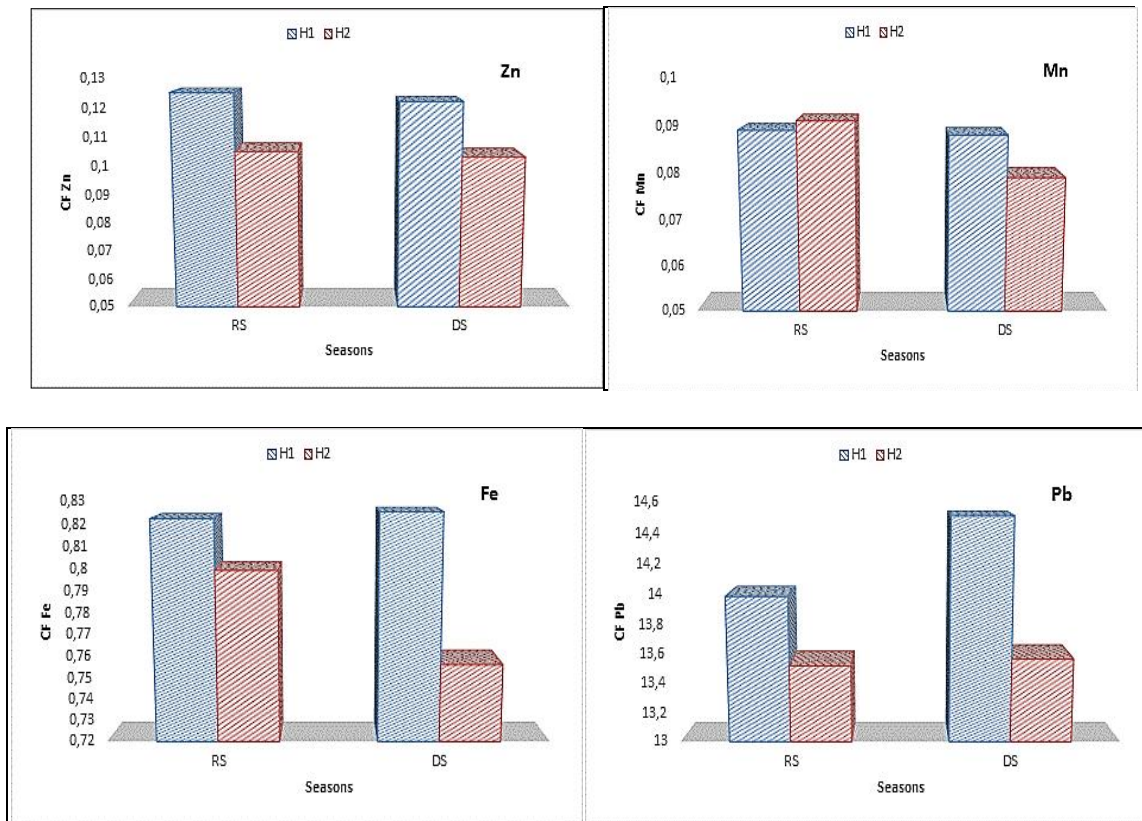 H1 H2
Zn
0,13
0,12
0,11
0,1
0,09
0,08
0,07
0,06
0,05
CF Zn
RS DS
Seasons
H1 H2
Mn
0,1
0,09
0,08
0,07
0,06
0,05
CF Mn
RS DS
Seasons
H1 H2
Fe
0,83
0,82
0,81
0,8
0,79
0,78
0,77
0,76
0,75
0,74
0,73
0,72
CF Fe
RS DS
Seasons
H1 H2
Pb
14,6
14,4
14,2
14
13,8
13,6
13,4
13,2
13
CF Pb
RS DS
Seasons